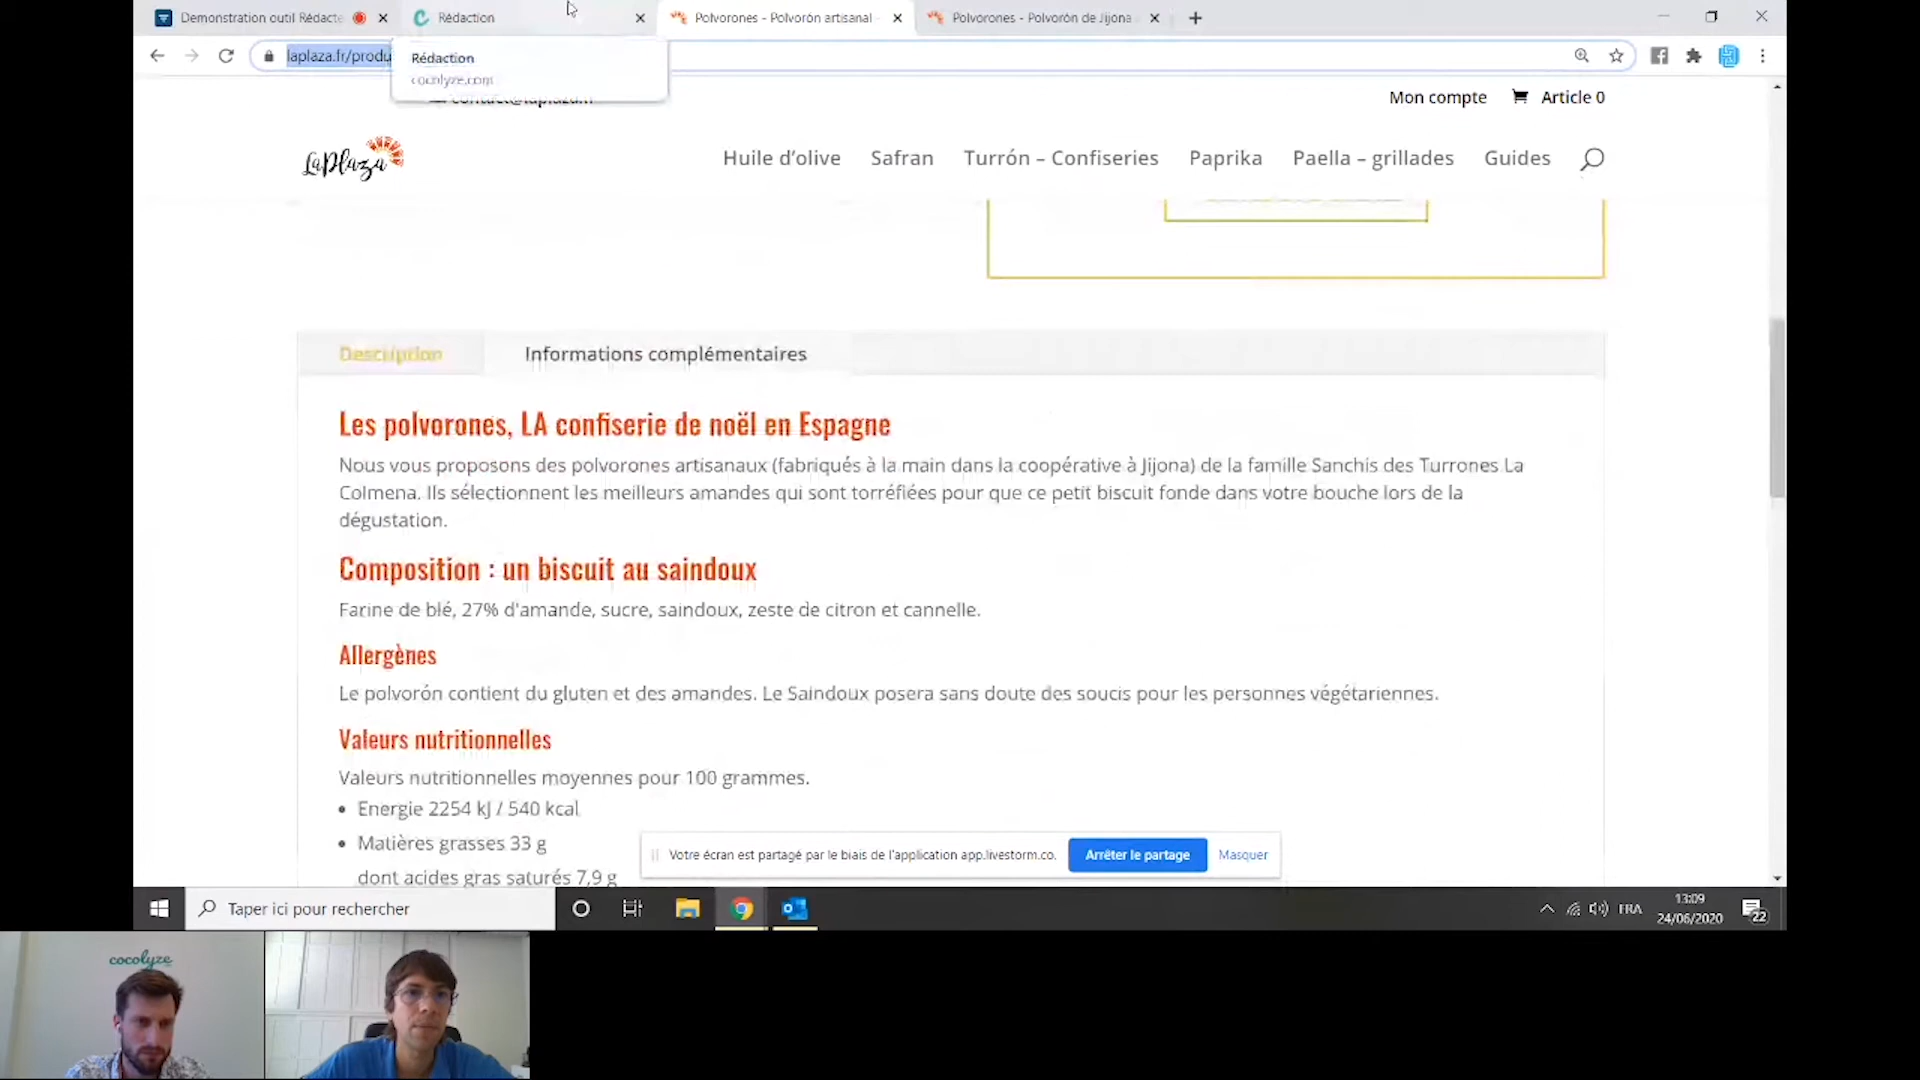 Demonstration outil Rédacte
Rédaction
Polvorones - Polvorón artisanal
Polvorones - Polvorón de Jijona
laplaza.fr/produ
Rédaction
cocolyze.com
contact@laplaza.fr
Mon compte
Article 0
LaPlaza
Huile d'olive
Safran
Turrón – Confiseries
Paprika
Paella – grillades
Guides
Description
Informations complémentaires
Les polvorones, LA confiserie de noël en Espagne
Nous vous proposons des polvorones artisanaux (fabriqués à la main dans la coopérative à Jijona) de la famille Sanchis des Turrones La
Colmena. Ils sélectionnent les meilleurs amandes qui sont torréfiées pour que ce petit biscuit fonde dans votre bouche lors de la
dégustation.
Composition : un biscuit au saindoux
Farine de blé, 27% d'amande, sucre, saindoux, zeste de citron et cannelle.
Allergènes
Le polvorón contient du gluten et des amandes. Le Saindoux posera sans doute des soucis pour les personnes végétariennes.
Valeurs nutritionnelles
Valeurs nutritionnelles moyennes pour 100 grammes.
Energie 2254 kJ / 540 kcal
Matières grasses 33 g
dont acides gras saturés 7,9 g
Votre écran est partagé par le biais de l'application app.livestorm.co.
Arrêter le partage
Masquer
Taper ici pour rechercher
FRA
13:09
24/06/2020
22
cocolyze